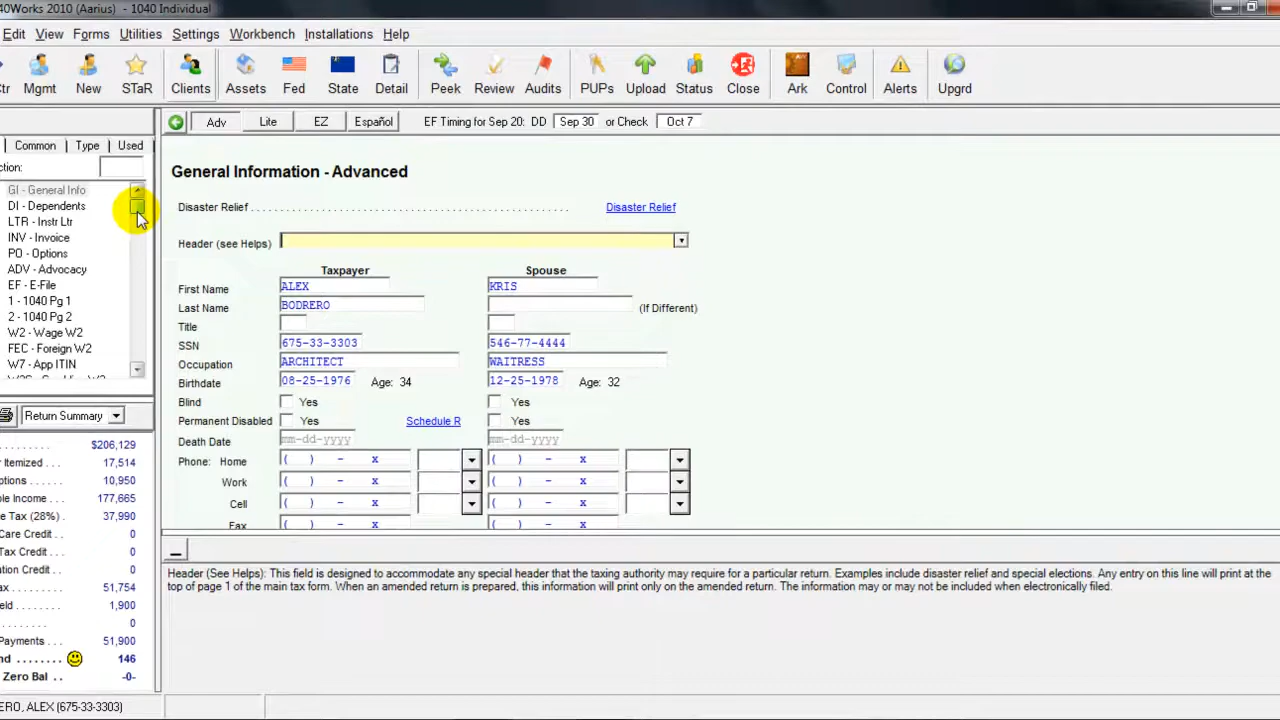 40Works 2010 (Aarius) - 1040 Individual
Edit View Forms Utilities Settings Workbench Installations Help
Mgmt New STaR Clients Assets Fed State Detail Peek Review Audits PUPs Upload Status Close Ark Control Alerts Upgrd
Adv Lite EZ Español EF Timing for Sep 20: DD Sep 30 or Check Oct 7
Common Type Used
ction:
GI - General Info
DI - Dependents
LTR - Instr Ltr
INV - Invoice
PO - Options
ADV - Advocacy
EF - E-File
1 - 1040 Pg 1
2 - 1040 Pg 2
W2 - Wage W2
FEC - Foreign W2
W7 - App ITIN
Return Summary
. . . . . . . . . . $206,129
y Itemized . . . 17,514
ptions . . . . . . 10,950
ble Income . . . 177,665
e Tax (28%) . 37,990
Care Credit . . 0
Tax Credit . . . . 0
ation Credit . . . 0
ax . . . . . . . . . 51,754
eld . . . . . . . . 1,900
. . . . . . . . . . 0
Payments . . . 51,900
nd . . . . . . . . 146
Zero Bal . . -0-
General Information - Advanced
Disaster Relief . . . . . . . . . . . . . . . . . . . . . . . . . . . . . . . . Disaster Relief
Header (see Helps)
Taxpayer Spouse
First Name ALEX KRIS
Last Name BODRERO (If Different)
Title
SSN 675-33-3303 546-77-4444
Occupation ARCHITECT WAITRESS
Birthdate 08-25-1976 Age: 34 12-25-1978 Age: 32
Blind Yes Yes
Permanent Disabled Yes Schedule R Yes
Death Date mm-dd-yyyy mm-dd-yyyy
Phone: Home ( ) - x ( ) - x
Work ( ) - x ( ) - x
Cell ( ) - x ( ) - x
Fax ( ) - x ( ) - x
Header (See Helps): This field is designed to accommodate any special header that the taxing authority may require for a particular return. Examples include disaster relief and special elections. Any entry on this line will print at the
top of page 1 of the main tax form. When an amended return is prepared, this information will print only on the amended return. The information may or may not be included when electronically filed.
ERO, ALEX (675-33-3303)